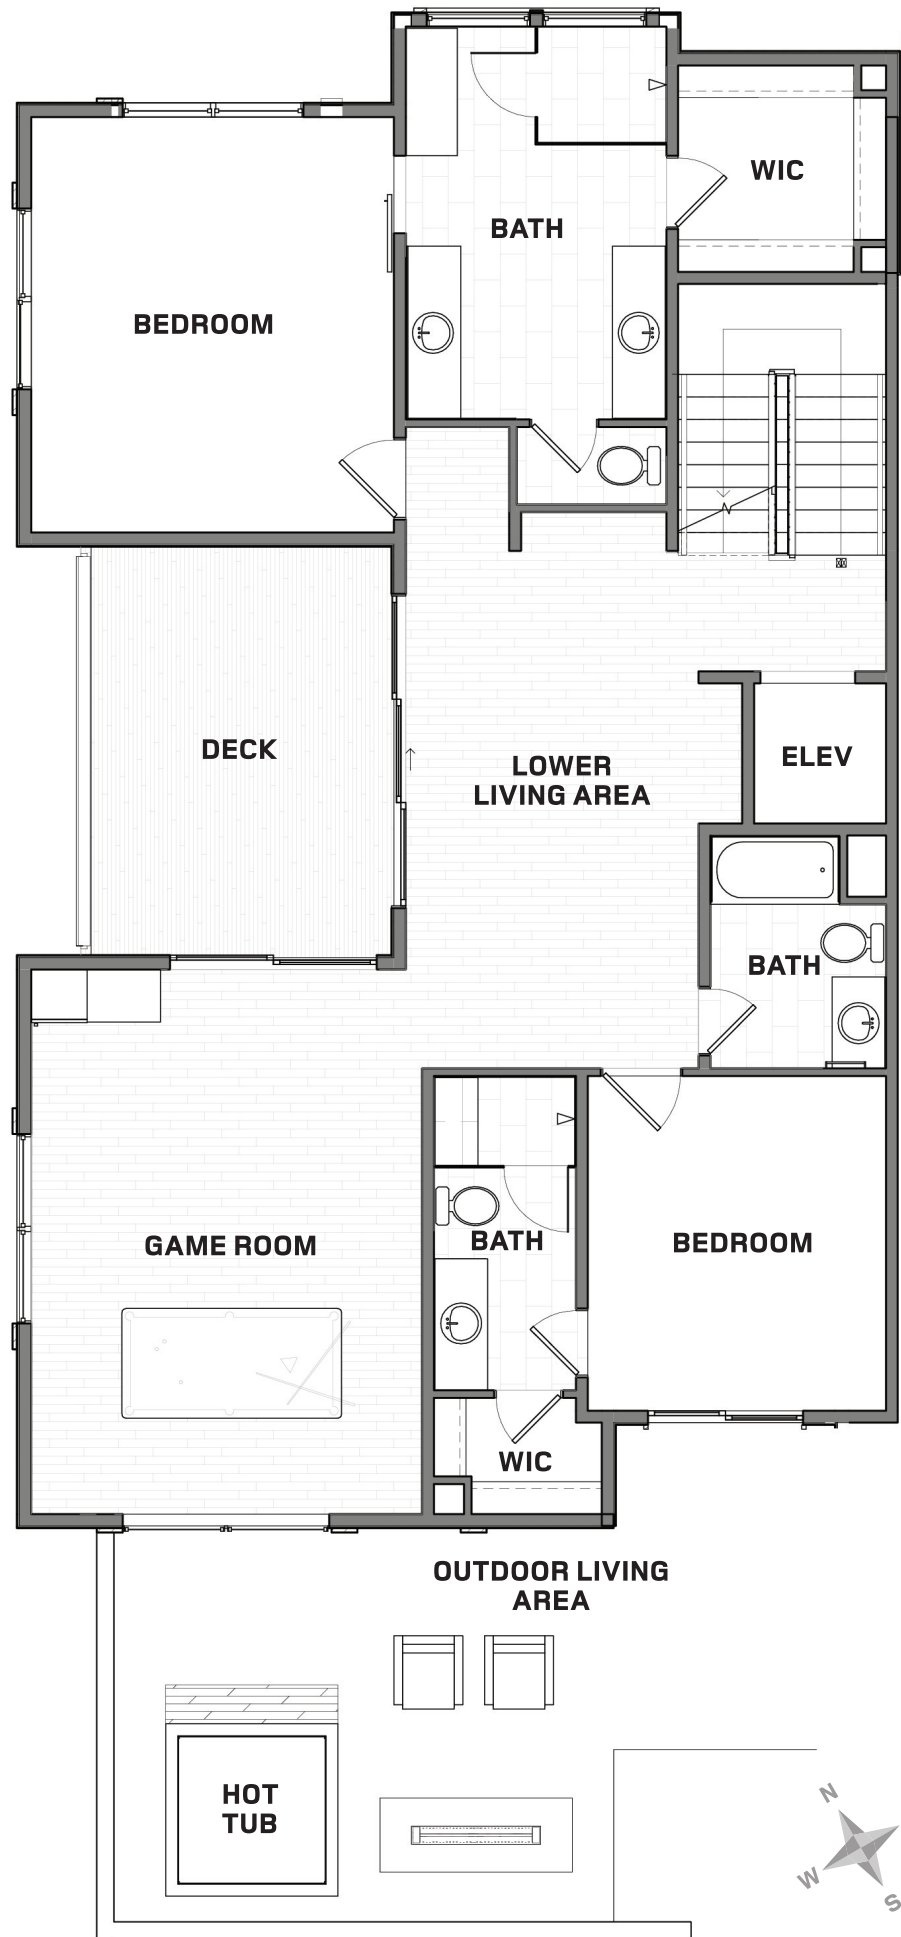 WIC
BATH
BEDROOM
DECK
LOWER
LIVING AREA
ELEV
BATH
GAME ROOM
BATH
BEDROOM
WIC
OUTDOOR LIVING
AREA
HOT
TUB
N
W
S